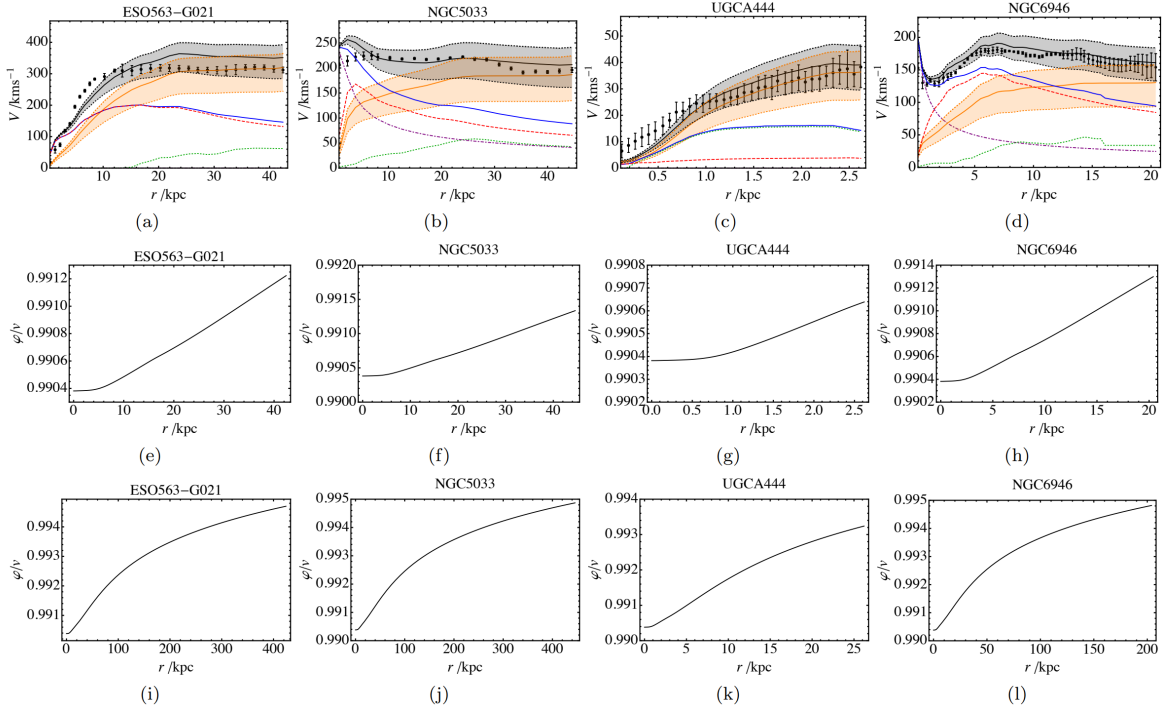 ESO563−G021 NGC5033 UGCA444 NGC6946
V /kms−1 400 300 200 100 0
V /kms−1 250 200 150 100 50 0
V /kms−1 50 40 30 20 10 0
V /kms−1 200 150 100 50 0
0 10 20 30 40
0 10 20 30 40
0.5 1.0 1.5 2.0 2.5
0 5 10 15 20
r /kpc r /kpc r /kpc r /kpc
(a) (b) (c) (d)
ESO563−G021 NGC5033 UGCA444 NGC6946
φ/v 0.9912 0.9910 0.9908 0.9906 0.9904
φ/v 0.9920 0.9915 0.9910 0.9905 0.9900
φ/v 0.9908 0.9906 0.9904 0.9903 0.9902
φ/v 0.9914 0.9912 0.9910 0.9908 0.9906 0.9904 0.9902
0 10 20 30 40
0 10 20 30 40
0.0 0.5 1.0 1.5 2.0 2.5
0 5 10 15 20
r /kpc r /kpc r /kpc r /kpc
(e) (f) (g) (h)
ESO563−G021 NGC5033 UGCA444 NGC6946
φ/v 0.994 0.993 0.992 0.991
φ/v 0.995 0.994 0.993 0.992 0.991 0.990
φ/v 0.994 0.993 0.992 0.991 0.990
φ/v 0.995 0.994 0.993 0.992 0.991 0.990
0 100 200 300 400
0 100 200 300 400
0 5 10 15 20 25
0 50 100 150 200
r /kpc r /kpc r /kpc r /kpc
(i) (j) (k) (l)